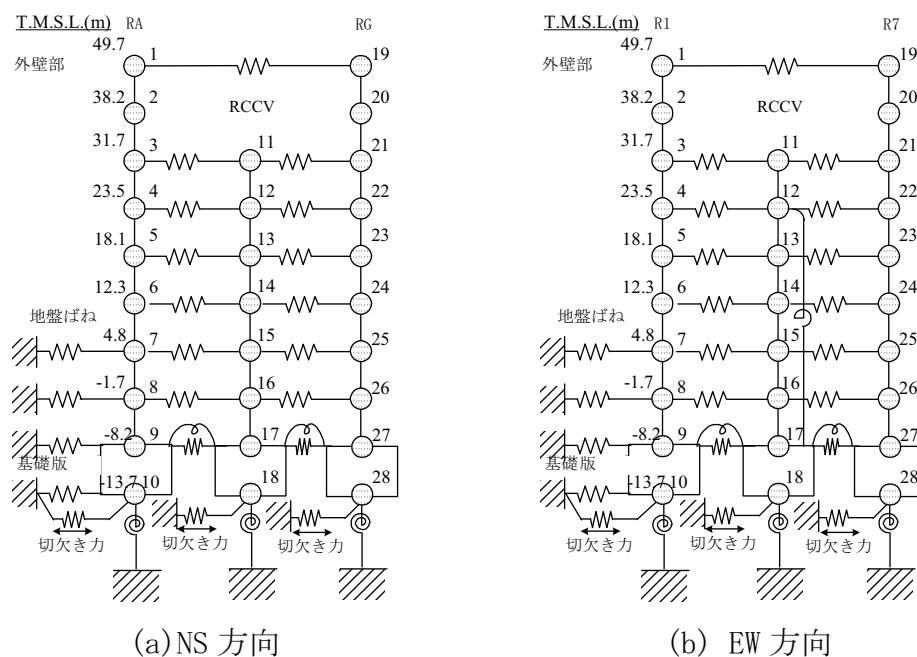 T.M.S.L.(m) RA RG
49.7 1 19
外壁部
38.2 2 20
RCCV
31.7 3 11 21
23.5 4 12 22
18.1 5 13 23
12.3 6 14 24
地盤ばね
4.8 7 15 25
-1.7 8 16 26
-8.2 9 17 27
基礎版
-13.7 10 18 28
切欠き力 切欠き力 切欠き力
(a)NS 方向
T.M.S.L.(m) R1 R7
49.7 1 19
外壁部
38.2 2 20
RCCV
31.7 3 11 21
23.5 4 12 22
18.1 5 13 23
12.3 6 14 24
地盤ばね
4.8 7 15 25
-1.7 8 16 26
-8.2 9 17 27
基礎版
-13.7 10 18 28
切欠き力 切欠き力 切欠き力
(b) EW 方向